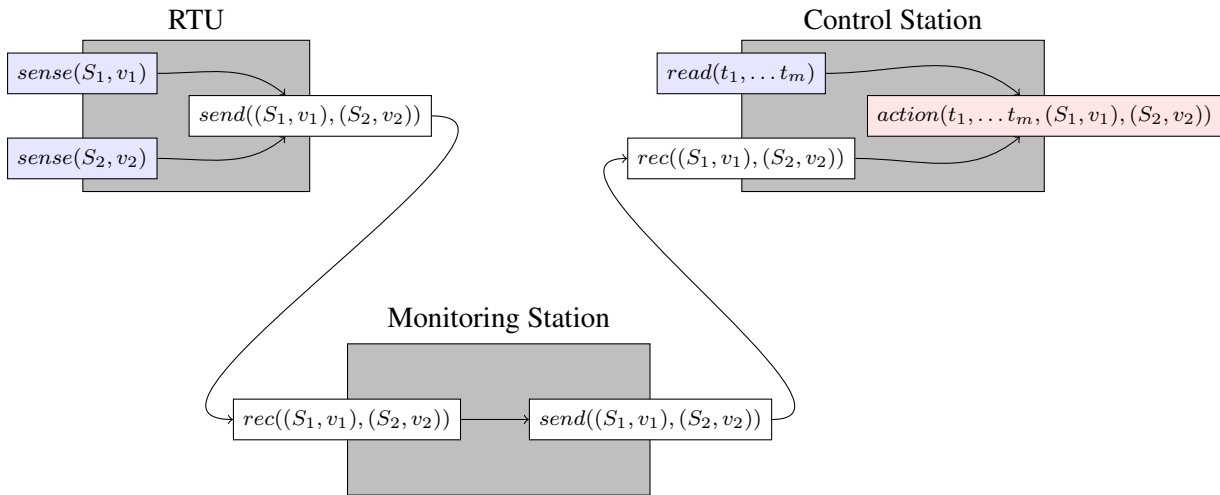 RTU
sense(S₁, v₁)
send((S₁, v₁), (S₂, v₂))
sense(S₂, v₂)
Control Station
read(t₁, … tₘ)
action(t₁, … tₘ, (S₁, v₁), (S₂, v₂))
rec((S₁, v₁), (S₂, v₂))
Monitoring Station
rec((S₁, v₁), (S₂, v₂))
send((S₁, v₁), (S₂, v₂))